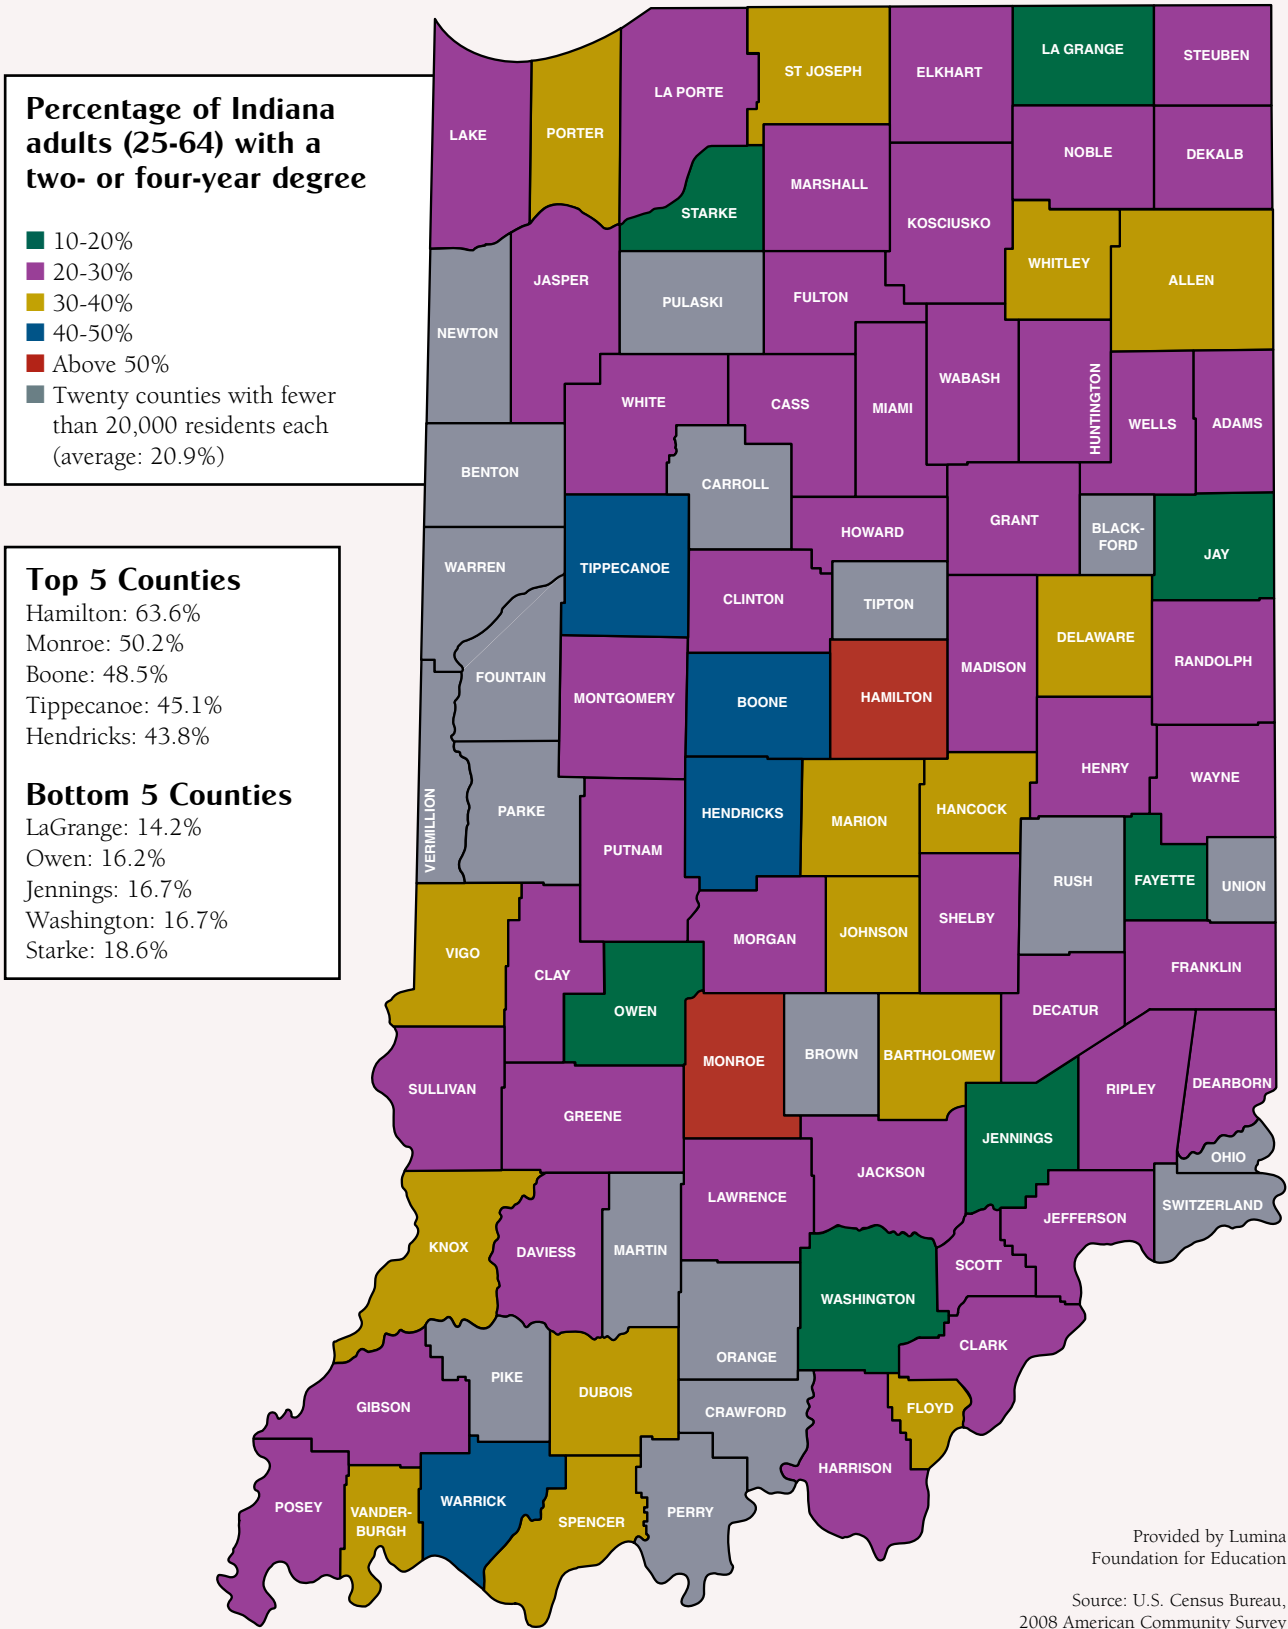 Percentage of Indiana
adults (25-64) with a
two- or four-year degree
10-20%
20-30%
30-40%
40-50%
Above 50%
Twenty counties with fewer
than 20,000 residents each
(average: 20.9%)
Top 5 Counties
Hamilton: 63.6%
Monroe: 50.2%
Boone: 48.5%
Tippecanoe: 45.1%
Hendricks: 43.8%
Bottom 5 Counties
LaGrange: 14.2%
Owen: 16.2%
Jennings: 16.7%
Washington: 16.7%
Starke: 18.6%
LAKE
PORTER
LA PORTE
ST JOSEPH
ELKHART
LA GRANGE
STEUBEN
NOBLE
DEKALB
MARSHALL
STARKE
KOSCIUSKO
WHITLEY
ALLEN
JASPER
PULASKI
FULTON
NEWTON
WHITE
CASS
MIAMI
WABASH
HUNTINGTON
WELLS
ADAMS
BENTON
CARROLL
HOWARD
GRANT
BLACK-
FORD
JAY
WARREN
TIPPECANOE
CLINTON
TIPTON
MADISON
DELAWARE
RANDOLPH
FOUNTAIN
MONTGOMERY
BOONE
HAMILTON
HENRY
WAYNE
VERMILLION
PARKE
PUTNAM
HENDRICKS
MARION
HANCOCK
RUSH
FAYETTE
UNION
VIGO
CLAY
OWEN
MORGAN
JOHNSON
SHELBY
FRANKLIN
DECATUR
SULLIVAN
GREENE
MONROE
BROWN
BARTHOLOMEW
RIPLEY
DEARBORN
JENNINGS
OHIO
SWITZERLAND
KNOX
DAVIESS
MARTIN
LAWRENCE
JACKSON
JEFFERSON
SCOTT
WASHINGTON
CLARK
ORANGE
GIBSON
PIKE
DUBOIS
CRAWFORD
FLOYD
HARRISON
POSEY
VANDER-
BURGH
WARRICK
SPENCER
PERRY
Provided by Lumina
Foundation for Education
Source: U.S. Census Bureau,
2008 American Community Survey